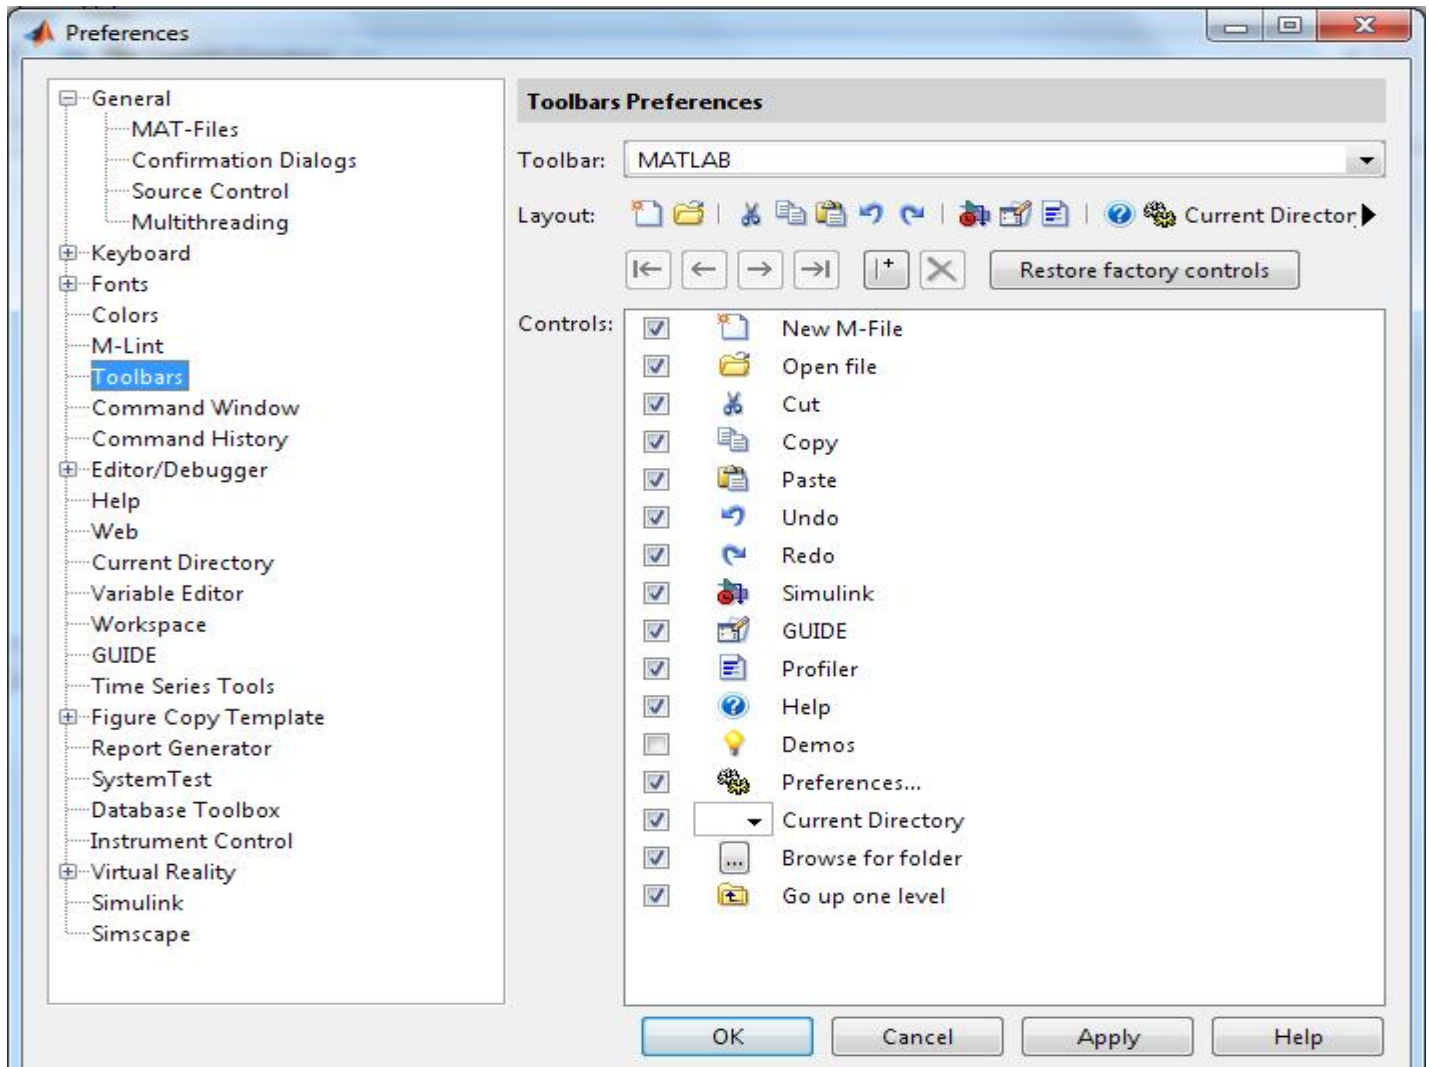 Preferences
General
MAT-Files
Confirmation Dialogs
Source Control
Multithreading
Keyboard
Fonts
Colors
M-Lint
Toolbars
Command Window
Command History
Editor/Debugger
Help
Web
Current Directory
Variable Editor
Workspace
GUIDE
Time Series Tools
Figure Copy Template
Report Generator
SystemTest
Database Toolbox
Instrument Control
Virtual Reality
Simulink
Simscape
Toolbars Preferences
Toolbar: MATLAB
Layout: Current Director
Restore factory controls
Controls: New M-File
Open file
Cut
Copy
Paste
Undo
Redo
Simulink
GUIDE
Profiler
Help
Demos
Preferences...
Current Directory
... Browse for folder
Go up one level
OK Cancel Apply Help